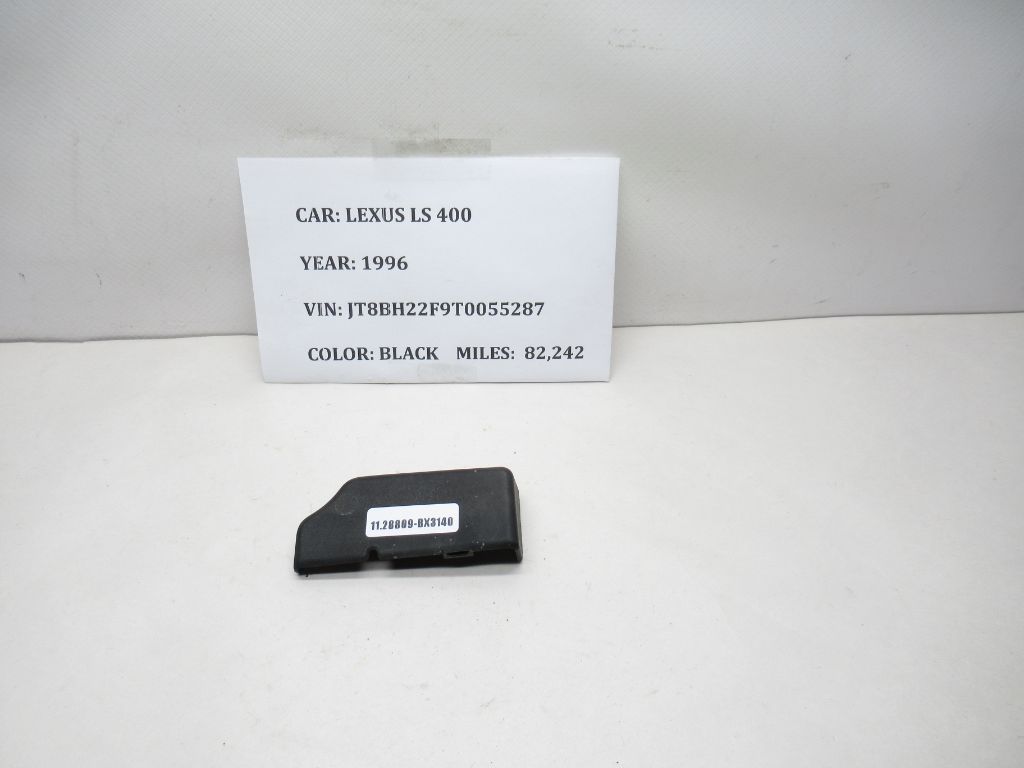 CAR: LEXUS LS 400
YEAR: 1996
VIN: JT8BH22F9T0055287
COLOR: BLACK MILES: 82,242
11.28809-BX3140